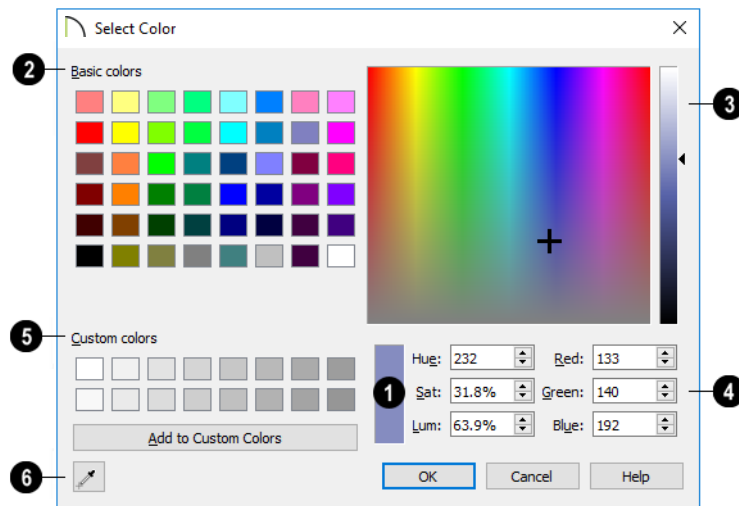 Select Color
2
Basic colors
3
5
Custom colors
1
Hue: 232 Red: 133
Sat: 31.8% Green: 140
4
Lum: 63.9% Blue: 192
Add to Custom Colors
6
OK Cancel Help